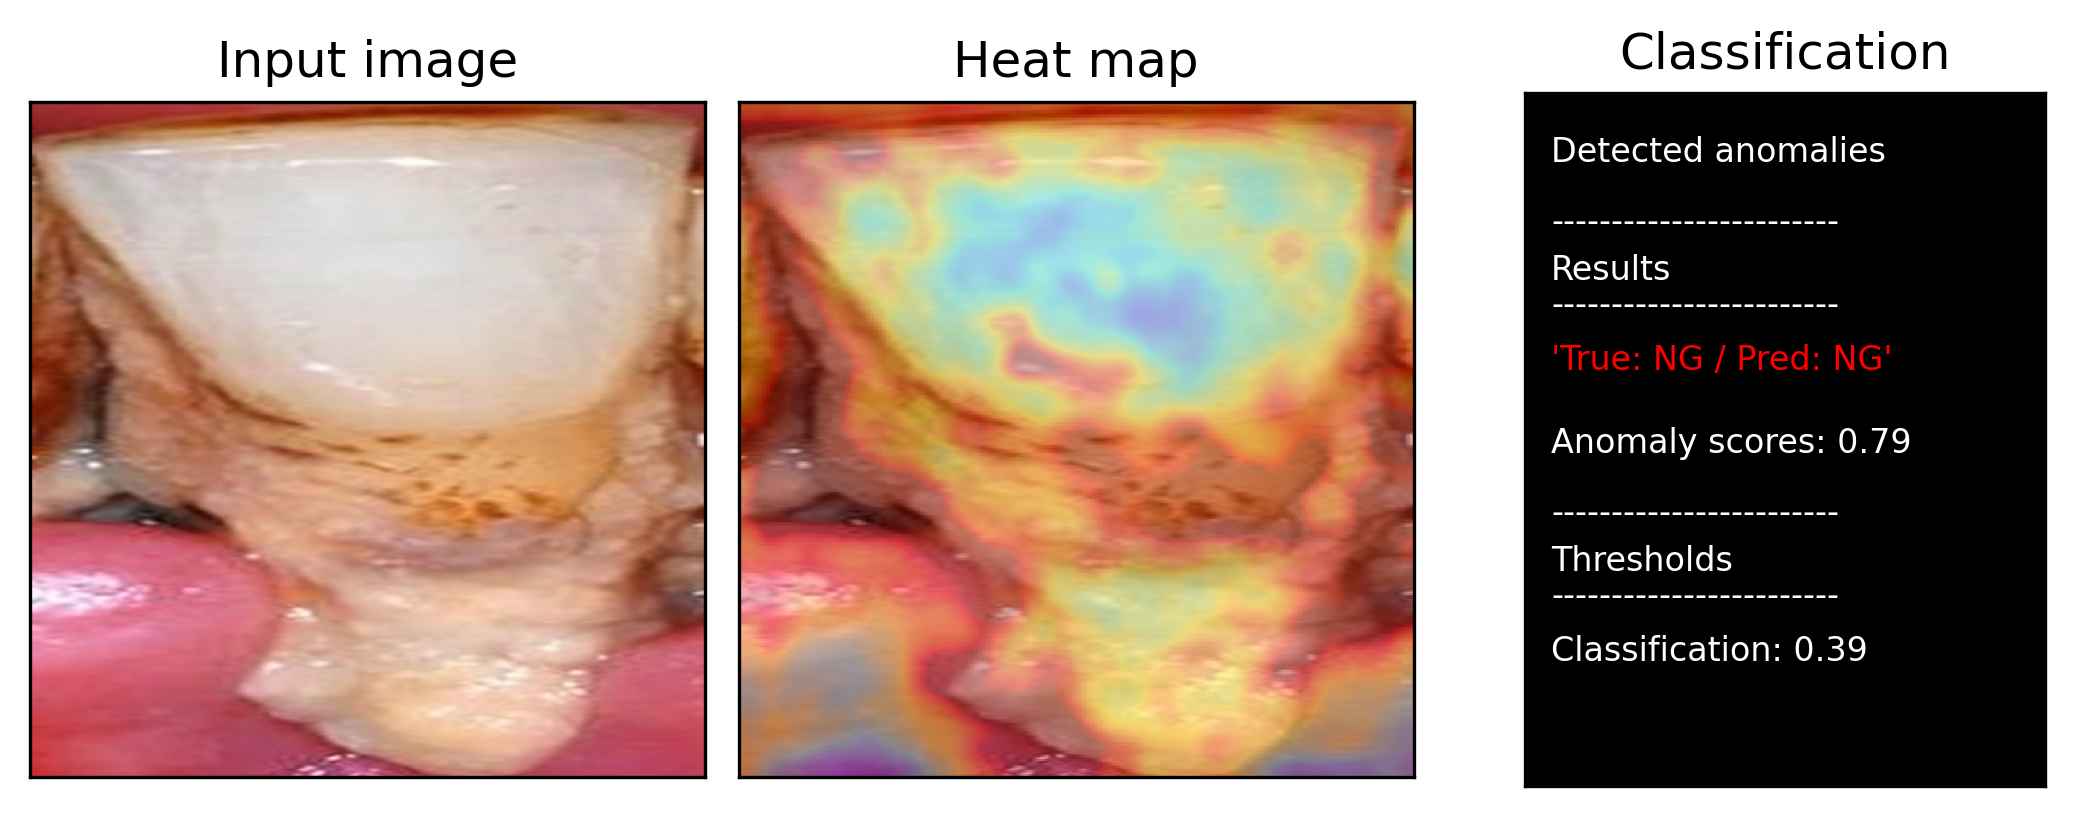 Input image
Heat map
Classification
Detected anomalies
------------------------
Results
------------------------
'True: NG / Pred: NG'
Anomaly scores: 0.79
------------------------
Thresholds
------------------------
Classification: 0.39